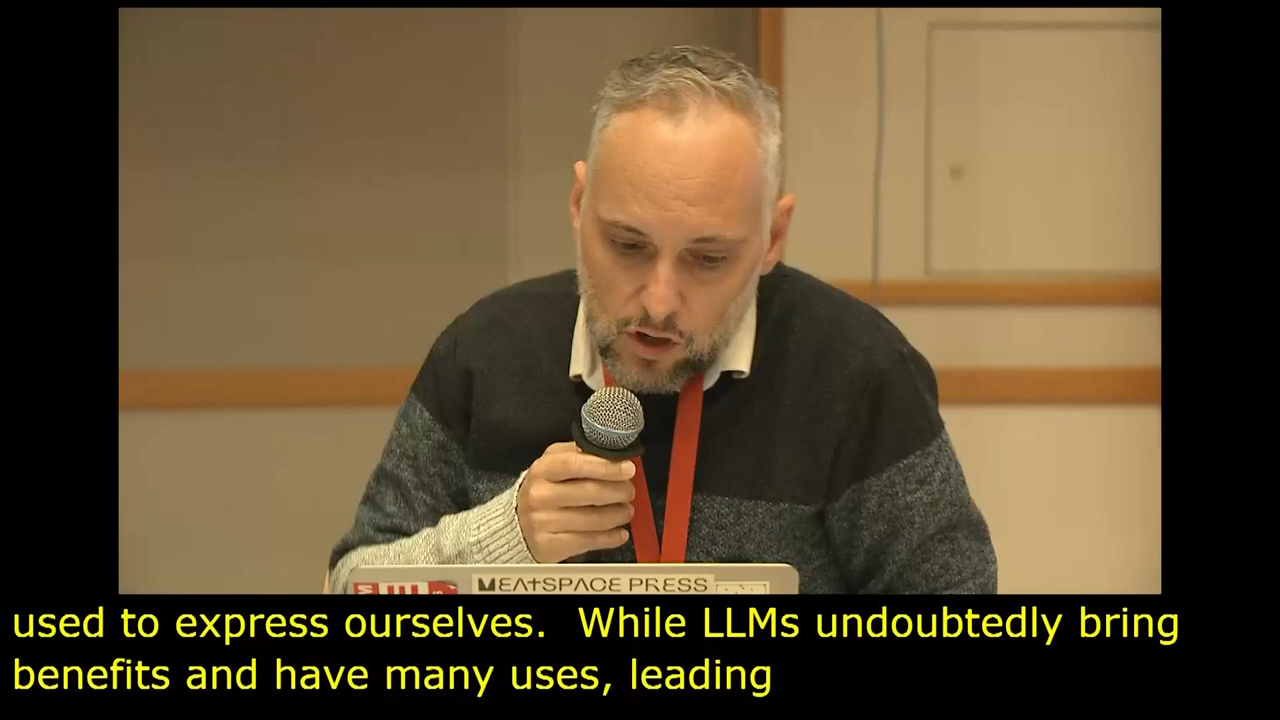 MEATSPACE PRESS
used to express ourselves.  While LLMs undoubtedly bring
benefits and have many uses, leading